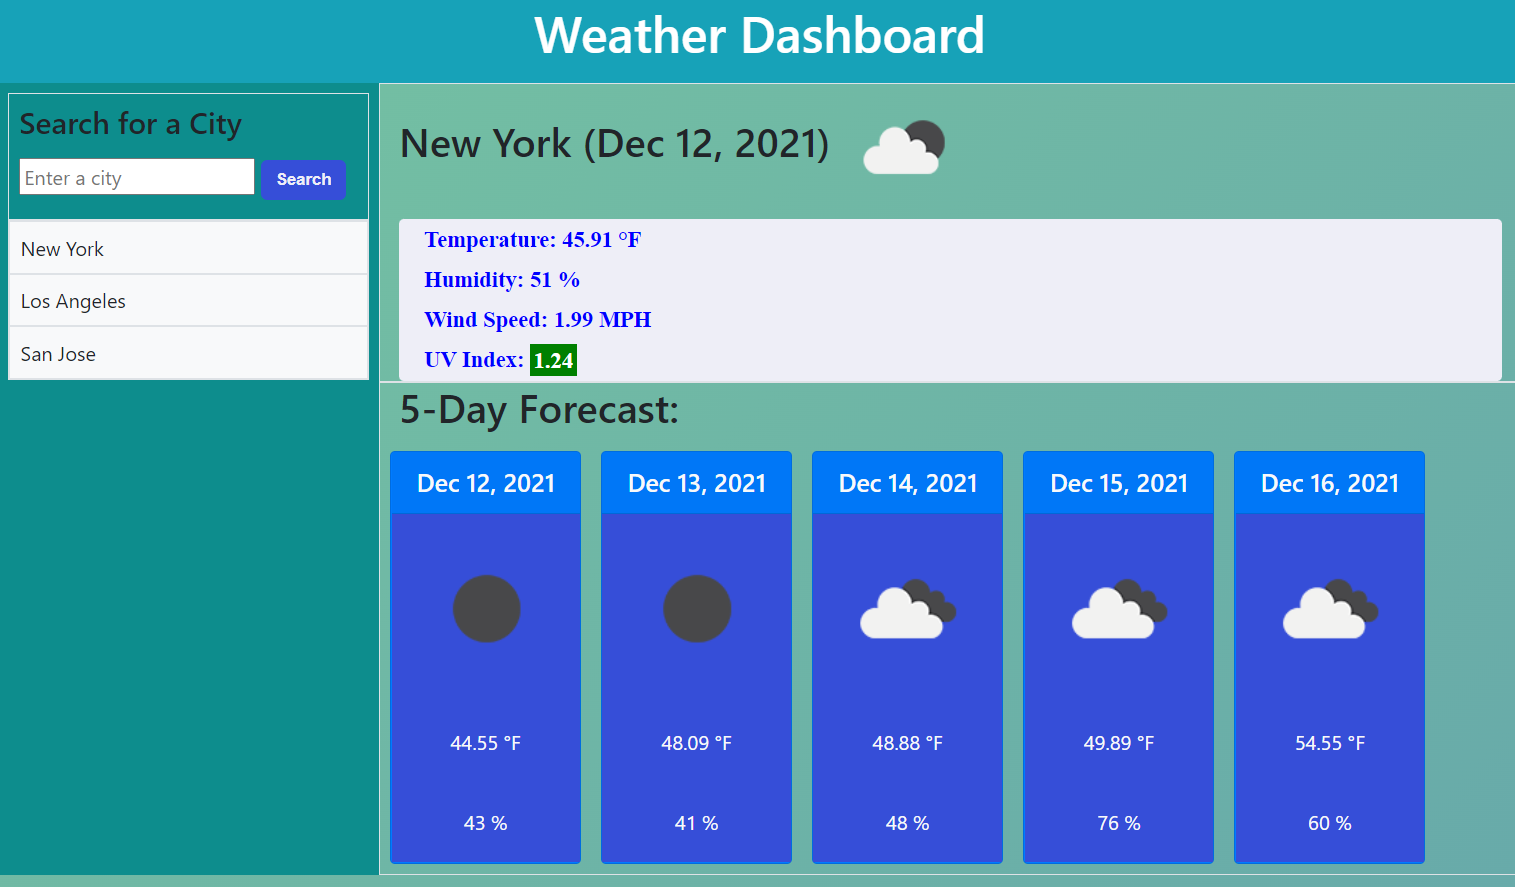 Weather Dashboard
Search for a City
Enter a city Search
New York
Los Angeles
San Jose
New York (Dec 12, 2021)
Temperature: 45.91 °F
Humidity: 51 %
Wind Speed: 1.99 MPH
UV Index: 1.24
5-Day Forecast:
Dec 12, 2021
44.55 °F
43 %
Dec 13, 2021
48.09 °F
41 %
Dec 14, 2021
48.88 °F
48 %
Dec 15, 2021
49.89 °F
76 %
Dec 16, 2021
54.55 °F
60 %